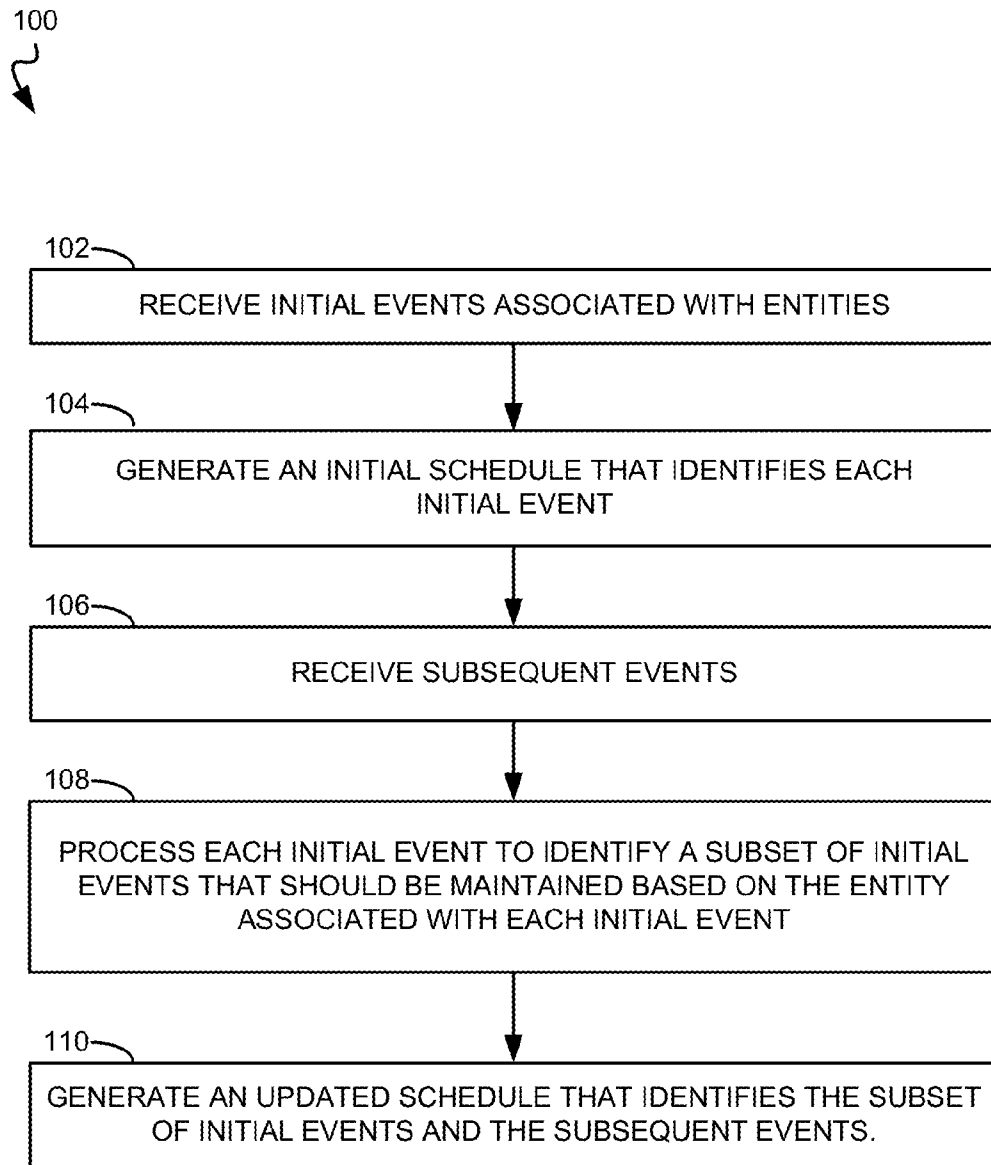 100
102
RECEIVE INITIAL EVENTS ASSOCIATED WITH ENTITIES
104
GENERATE AN INITIAL SCHEDULE THAT IDENTIFIES EACH
INITIAL EVENT
106
RECEIVE SUBSEQUENT EVENTS
108
PROCESS EACH INITIAL EVENT TO IDENTIFY A SUBSET OF INITIAL
EVENTS THAT SHOULD BE MAINTAINED BASED ON THE ENTITY
ASSOCIATED WITH EACH INITIAL EVENT
110
GENERATE AN UPDATED SCHEDULE THAT IDENTIFIES THE SUBSET
OF INITIAL EVENTS AND THE SUBSEQUENT EVENTS.